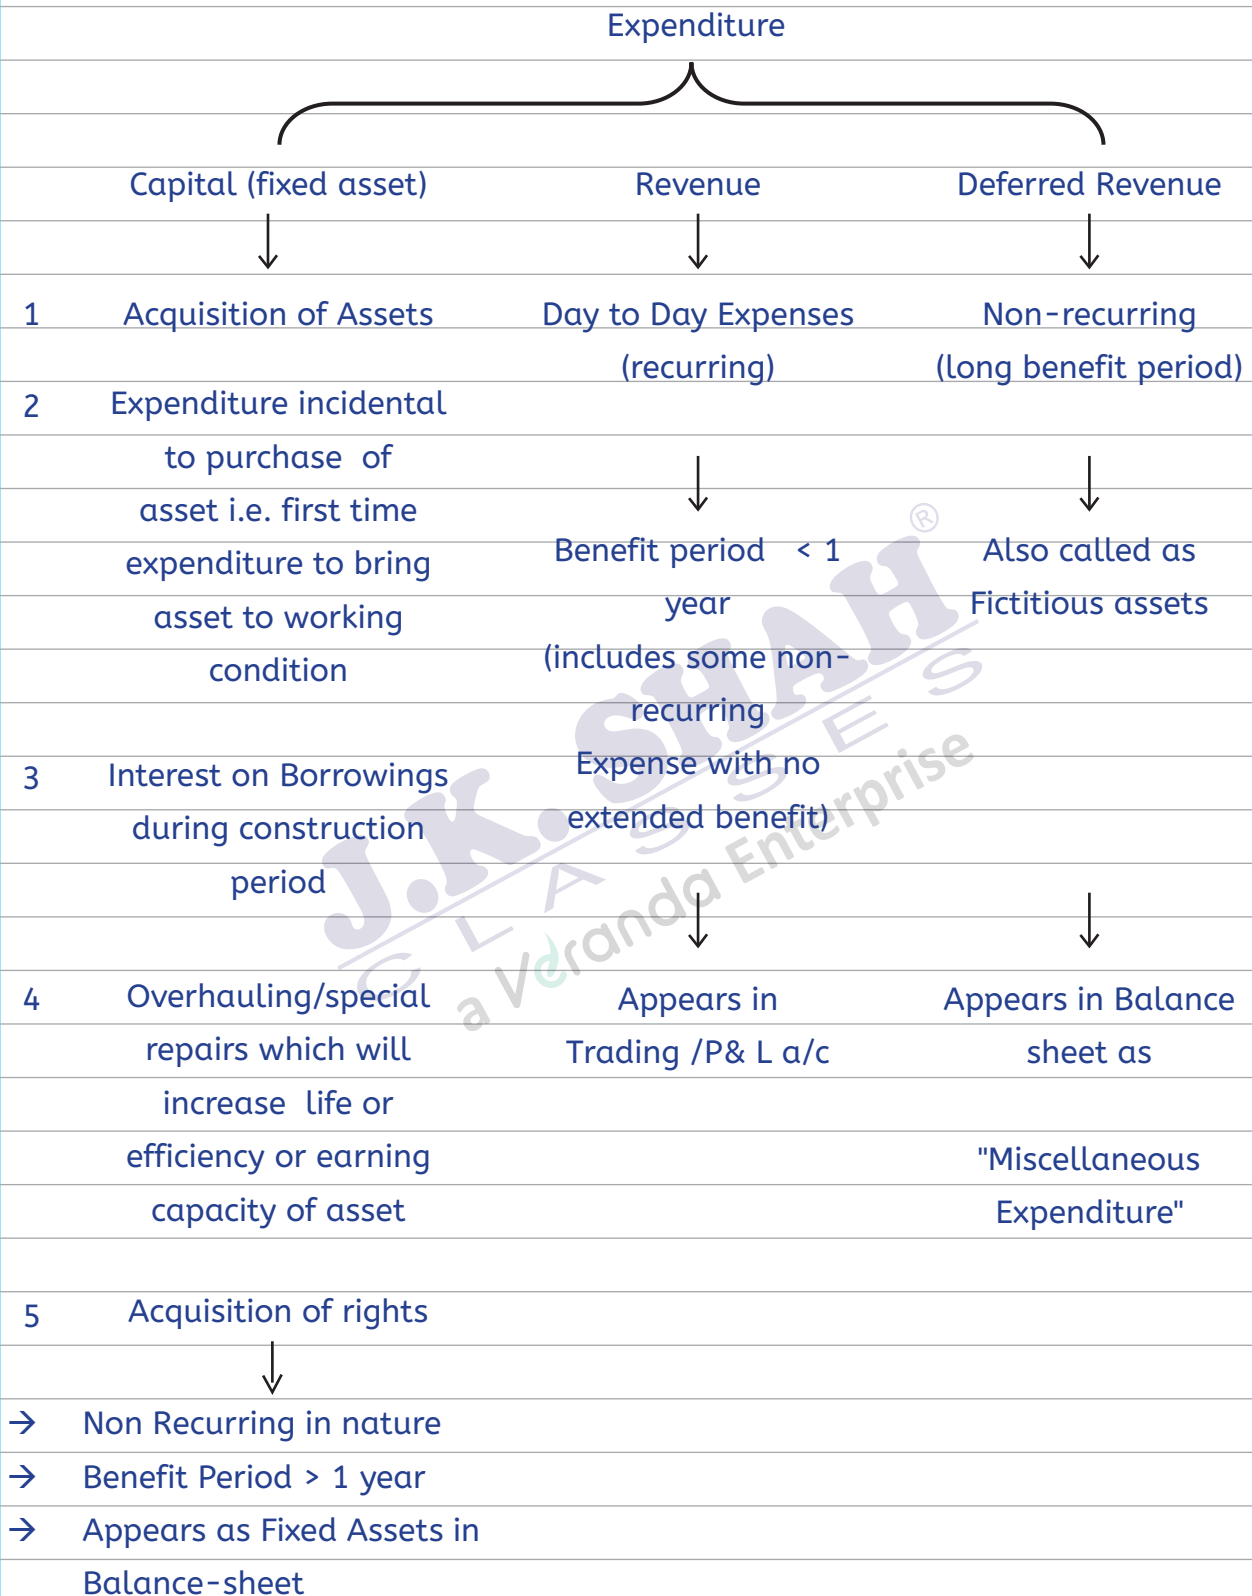 Expenditure
Capital (fixed asset)
Revenue
Deferred Revenue
1
Acquisition of Assets
2
Expenditure incidental
to purchase of
asset i.e. first time
expenditure to bring
asset to working
condition
3
Interest on Borrowings
during construction
period
4
Overhauling/special
repairs which will
increase life or
efficiency or earning
capacity of asset
5
Acquisition of rights
→ Non Recurring in nature
→ Benefit Period > 1 year
→ Appears as Fixed Assets in
Balance-sheet
Day to Day Expenses
(recurring)
Benefit period < 1
year
(includes some non-
recurring
Expense with no
extended benefit)
Appears in
Trading /P& L a/c
Non-recurring
(long benefit period)
Also called as
Fictitious assets
Appears in Balance
sheet as
"Miscellaneous
Expenditure"
J.K. SHAH ®
CLASSES
a Veranda Enterprise